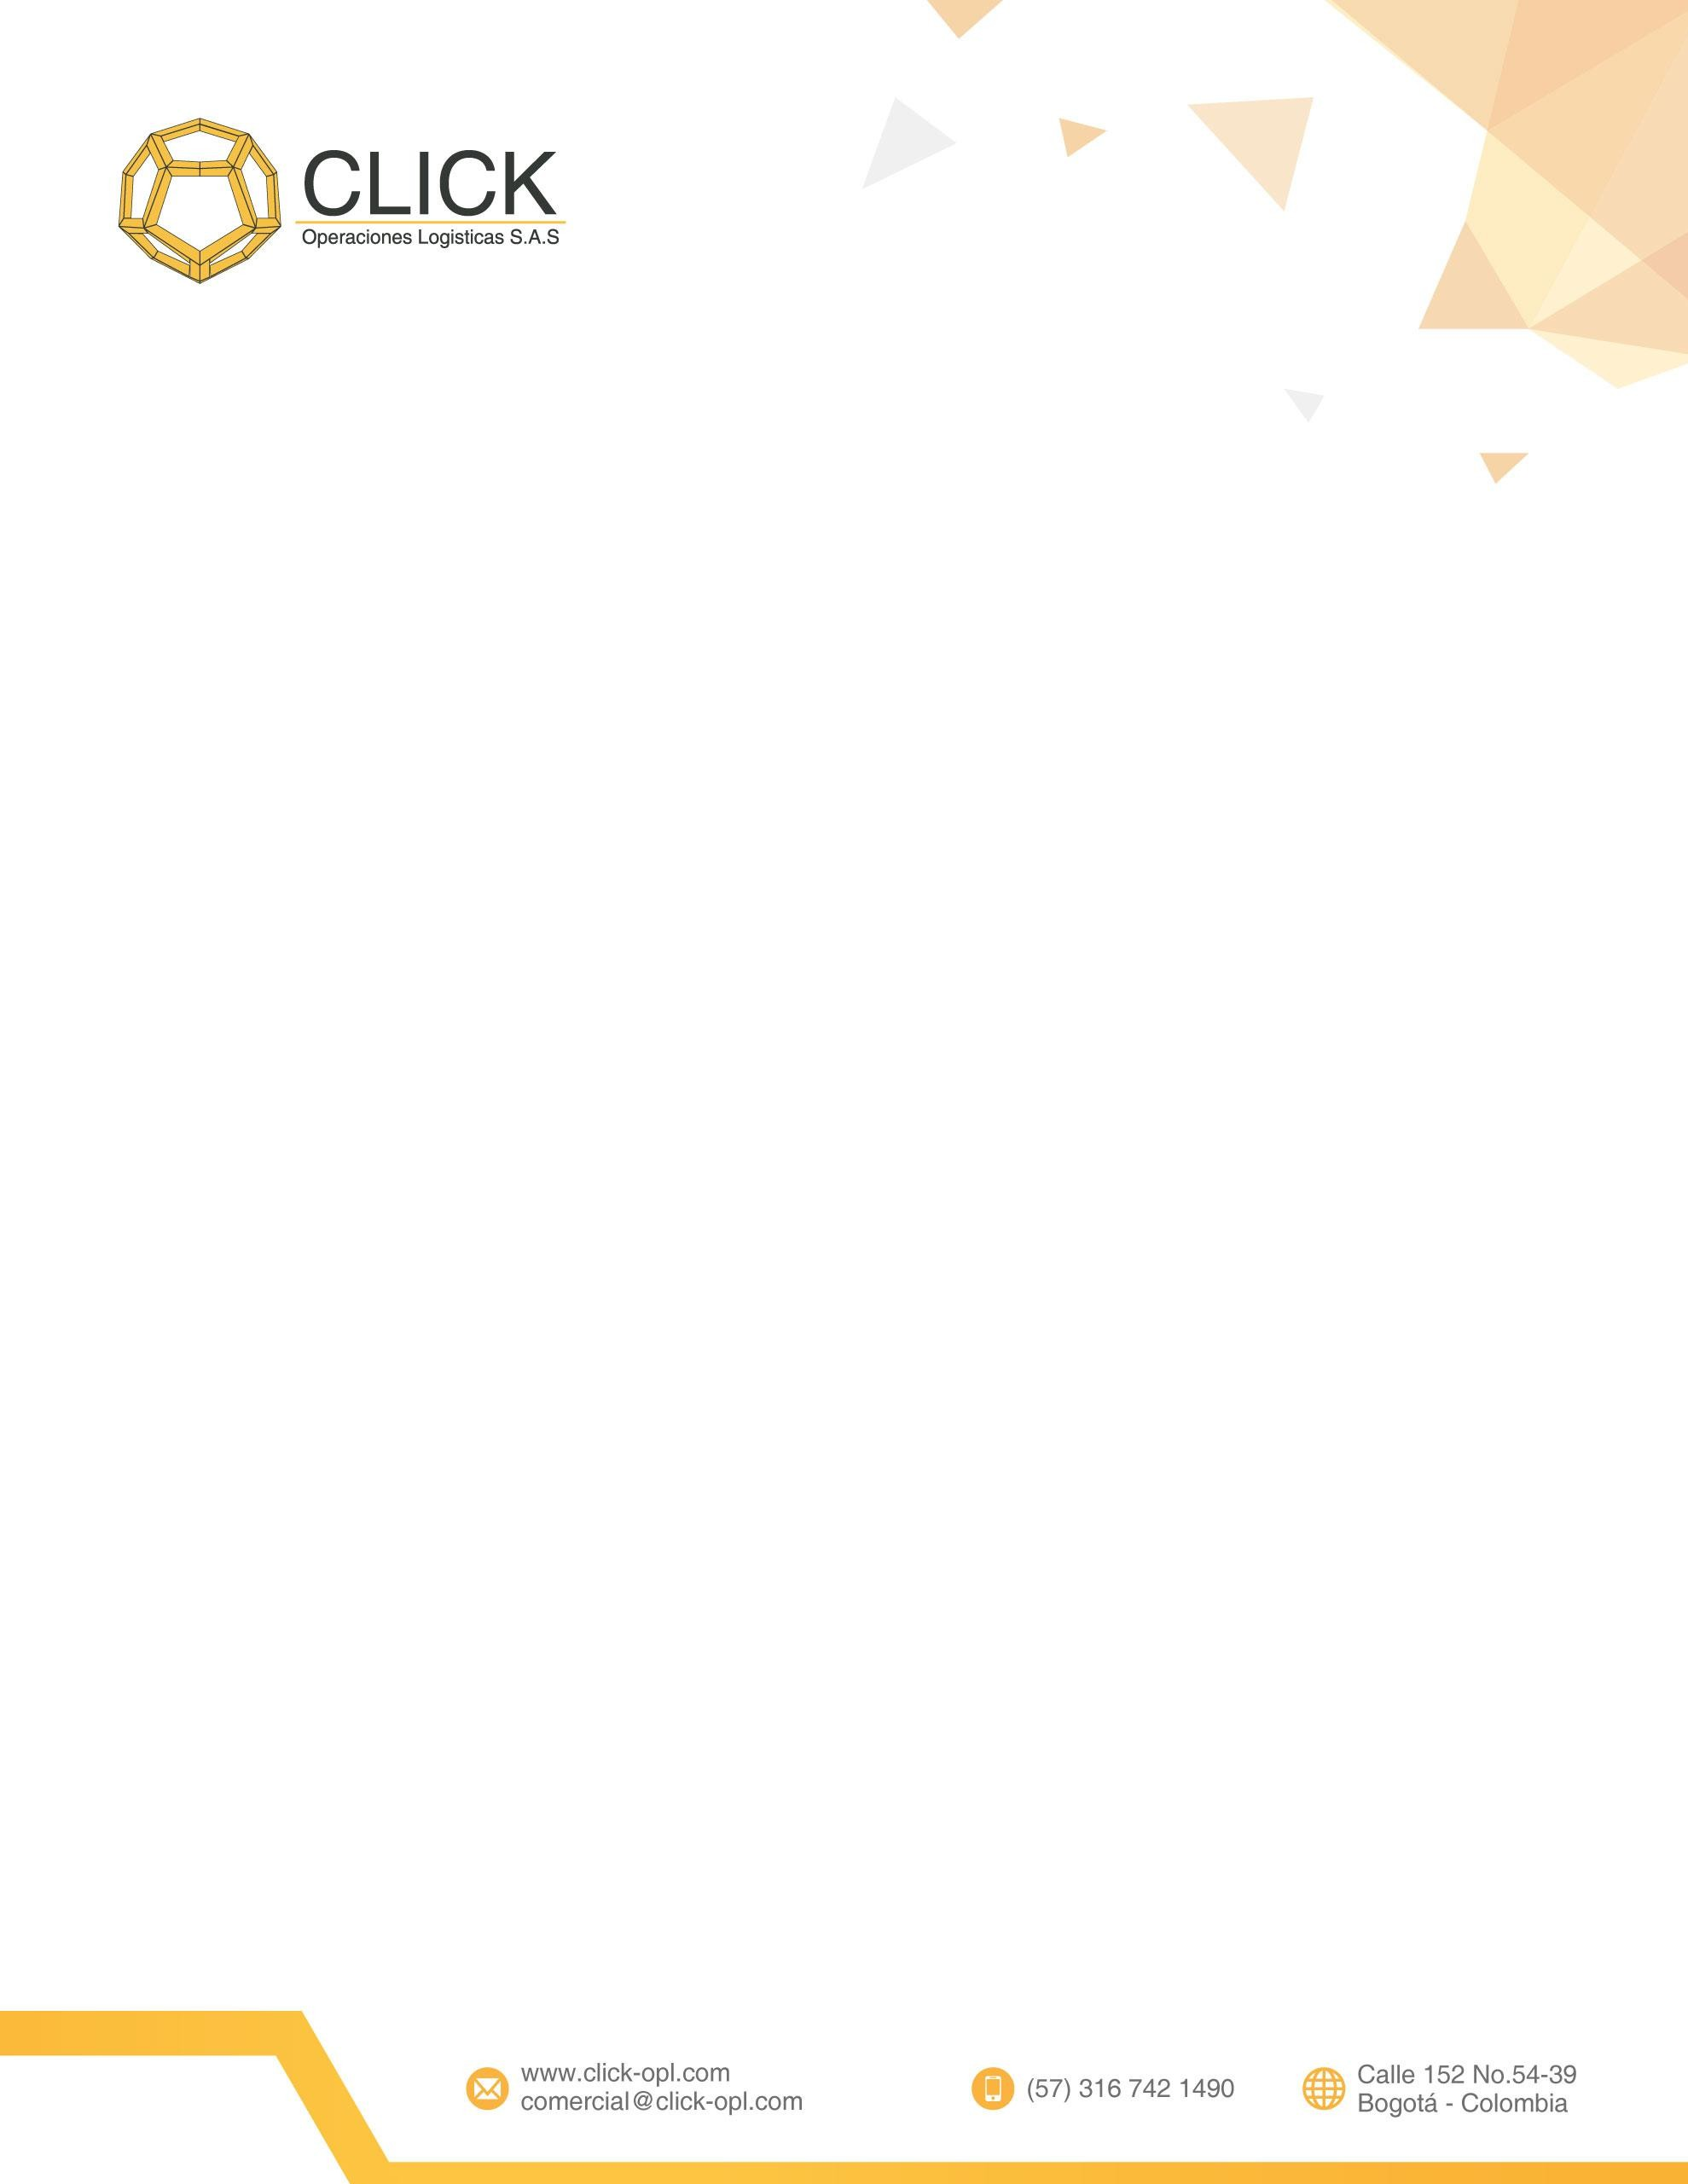 CLICK
Operaciones Logisticas S.A.S
www.click-opl.com
comercial@click-opl.com
(57) 316 742 1490
Calle 152 No.54-39
Bogotá - Colombia